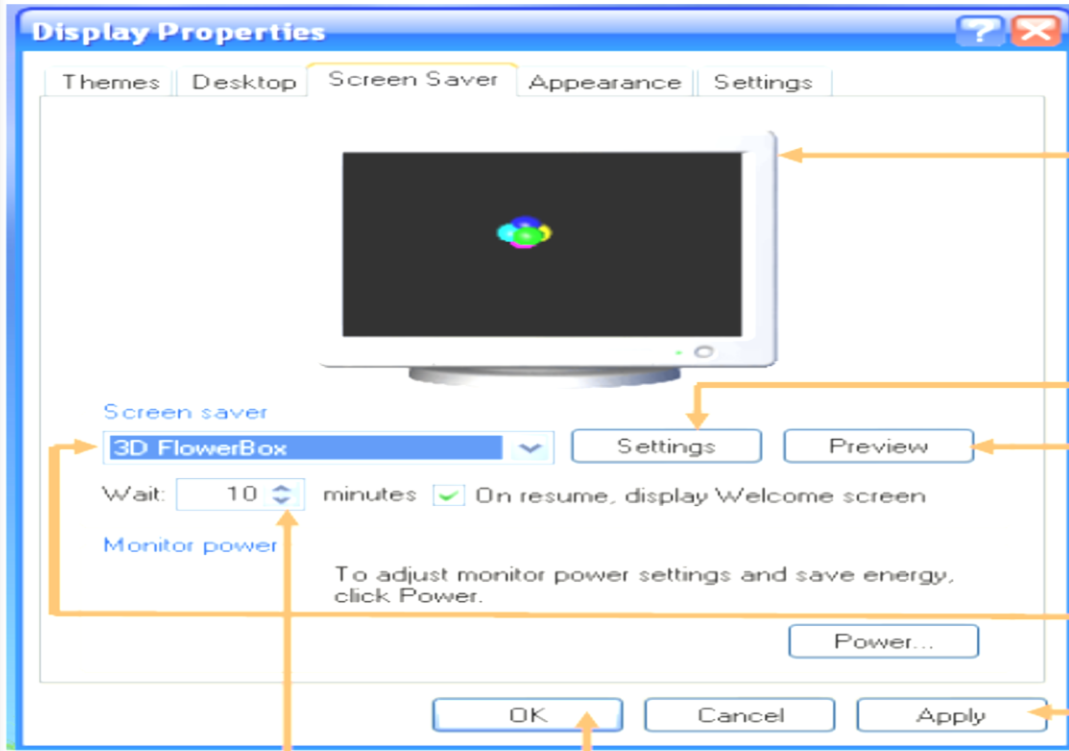 Display Properties
Themes Desktop Screen Saver Appearance Settings
Screen saver
3D FlowerBox Settings Preview
Wait: 10 minutes On resume, display Welcome screen
Monitor power
To adjust monitor power settings and save energy,
click Power.
Power...
OK Cancel Apply